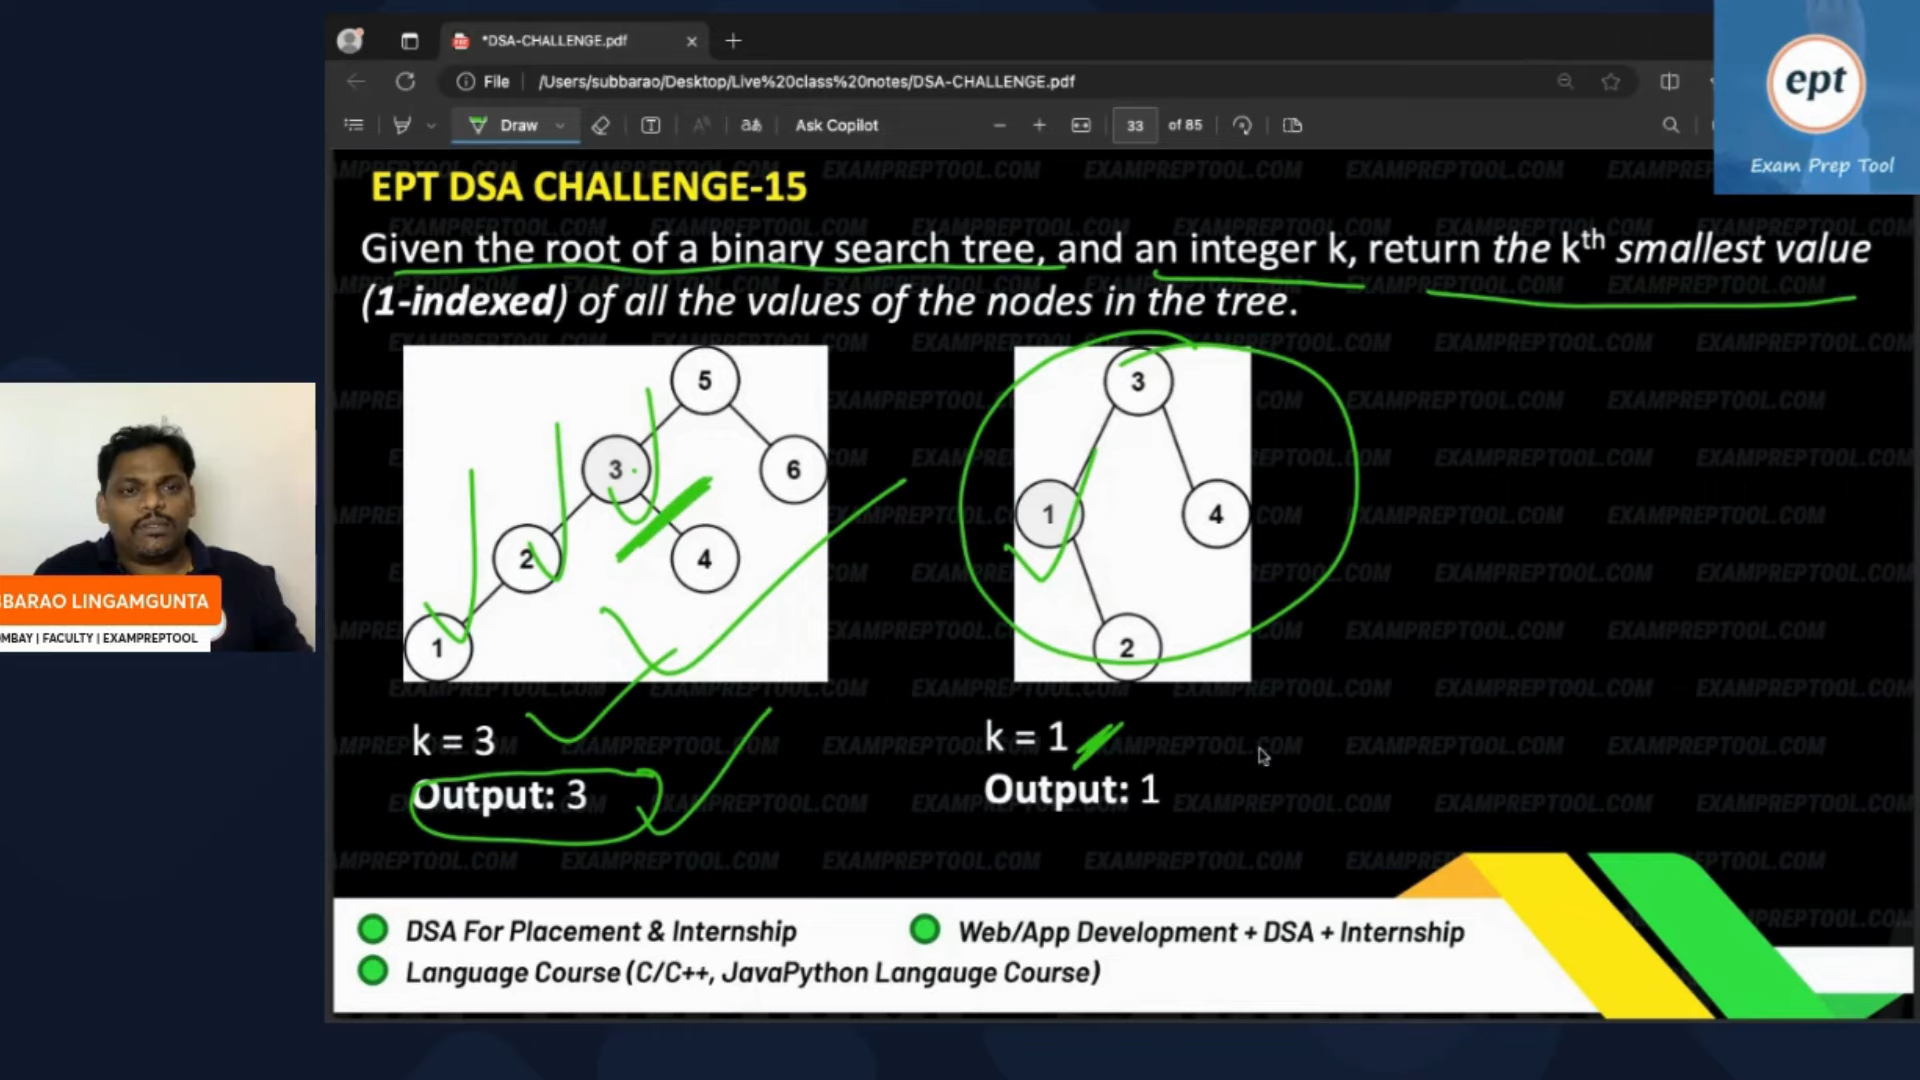 *DSA-CHALLENGE.pdf
File /Users/subbarao/Desktop/Live%20class%20notes/DSA-CHALLENGE.pdf
ept
Exam Prep Tool
Draw
Ask Copilot
33 of 85
EPT DSA CHALLENGE-15
Given the root of a binary search tree, and an integer k, return the kth smallest value
(1-indexed) of all the values of the nodes in the tree.
5
3
6
2
4
1
3
1
4
2
k = 3
Output: 3
k = 1
Output: 1
BARAO LINGAMGUNTA
MBAY | FACULTY | EXAMPREPTOOL
DSA For Placement & Internship
Web/App Development + DSA + Internship
Language Course (C/C++, JavaPython Langauge Course)
EXAMPREPTOOL.COM